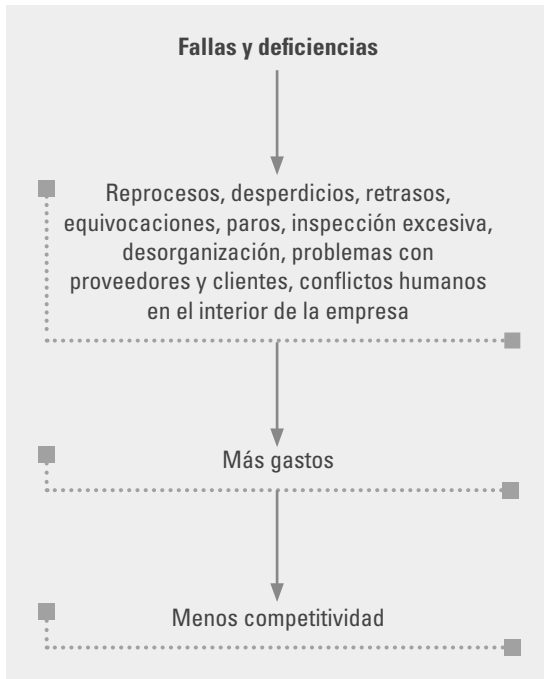 Fallas y deficiencias
Reprocesos, desperdicios, retrasos,
equivocaciones, paros, inspección excesiva,
desorganización, problemas con
proveedores y clientes, conflictos humanos
en el interior de la empresa
Más gastos
Menos competitividad